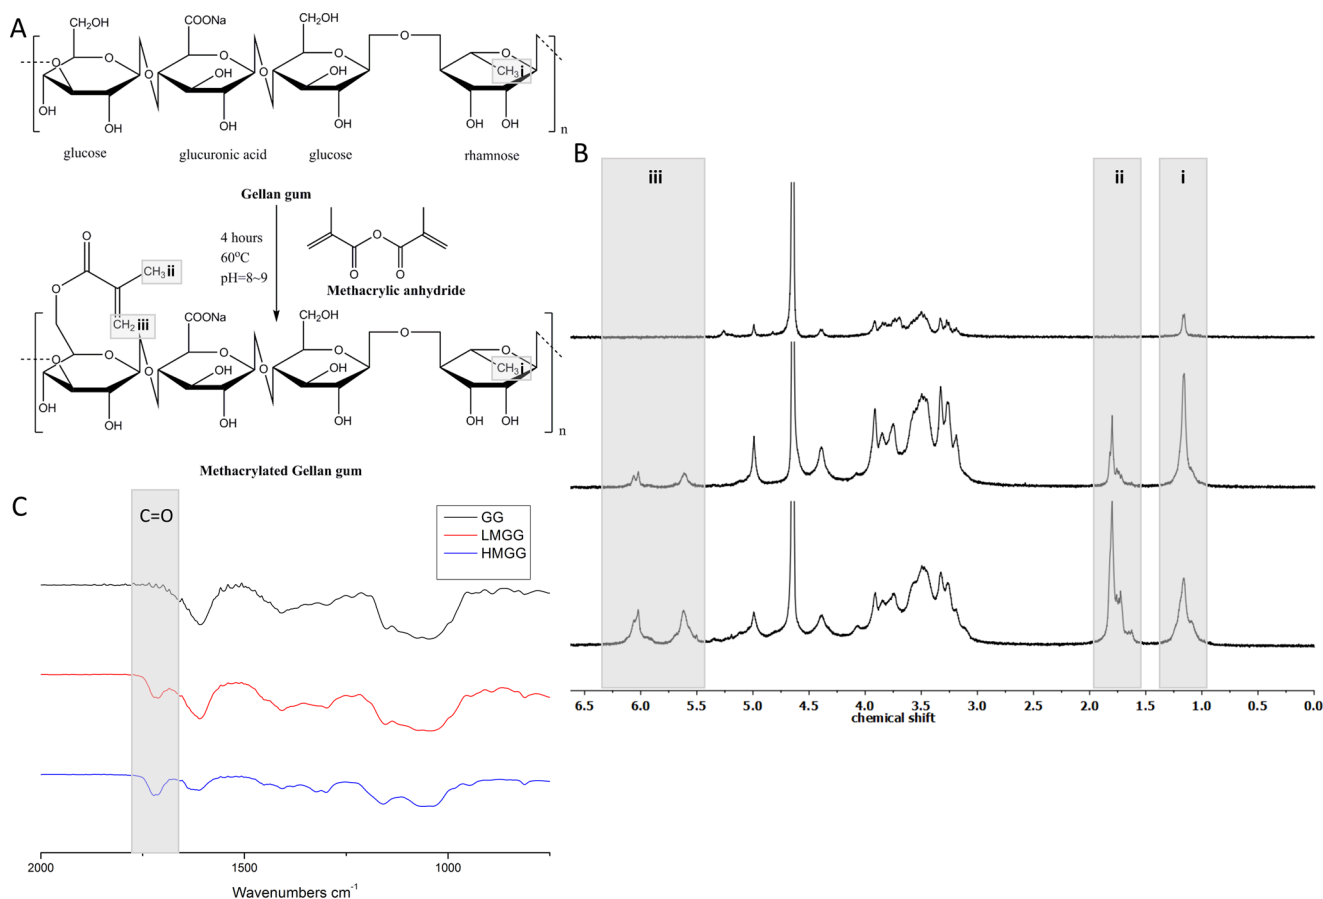 A
CH2OH
COONa
CH2OH
O
O
O
O
O
OH
OH
O
O
O
CH3 i
OH
OH
OH
OH
OH OH
n
glucose
glucuronic acid
glucose
rhamnose
Gellan gum
4 hours
60°C
pH=8~9
O
O
O
Methacrylic anhydride
O
O
CH3 ii
CH2 iii
COONa
CH2OH
O
O
O
O
O
O
OH
OH
O
O
CH3 i
OH
OH
OH
OH
OH OH
n
Methacrylated Gellan gum
B
iii
ii
i
6.5 6.0 5.5 5.0 4.5 4.0 3.5 3.0 2.5 2.0 1.5 1.0 0.5 0.0
chemical shift
C
C=O
GG
LMGG
HMGG
2000 1500 1000
Wavenumbers cm-1